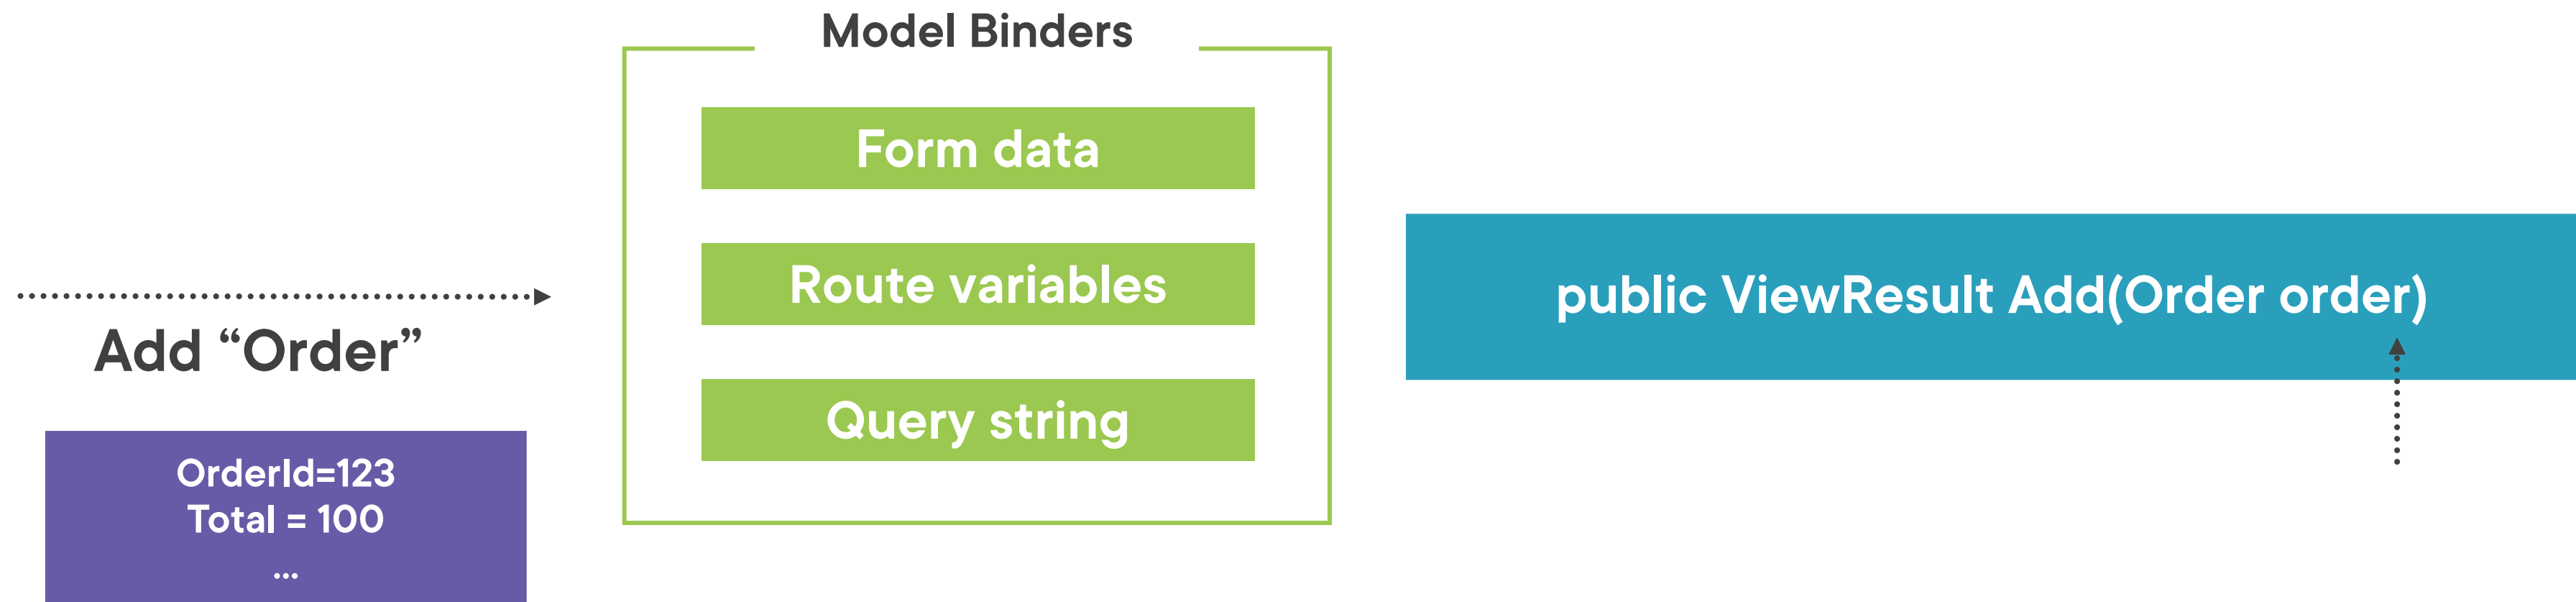 Model Binders
Form data
Route variables
Query string
Add “Order”
OrderId=123
Total = 100
...
public ViewResult Add(Order order)